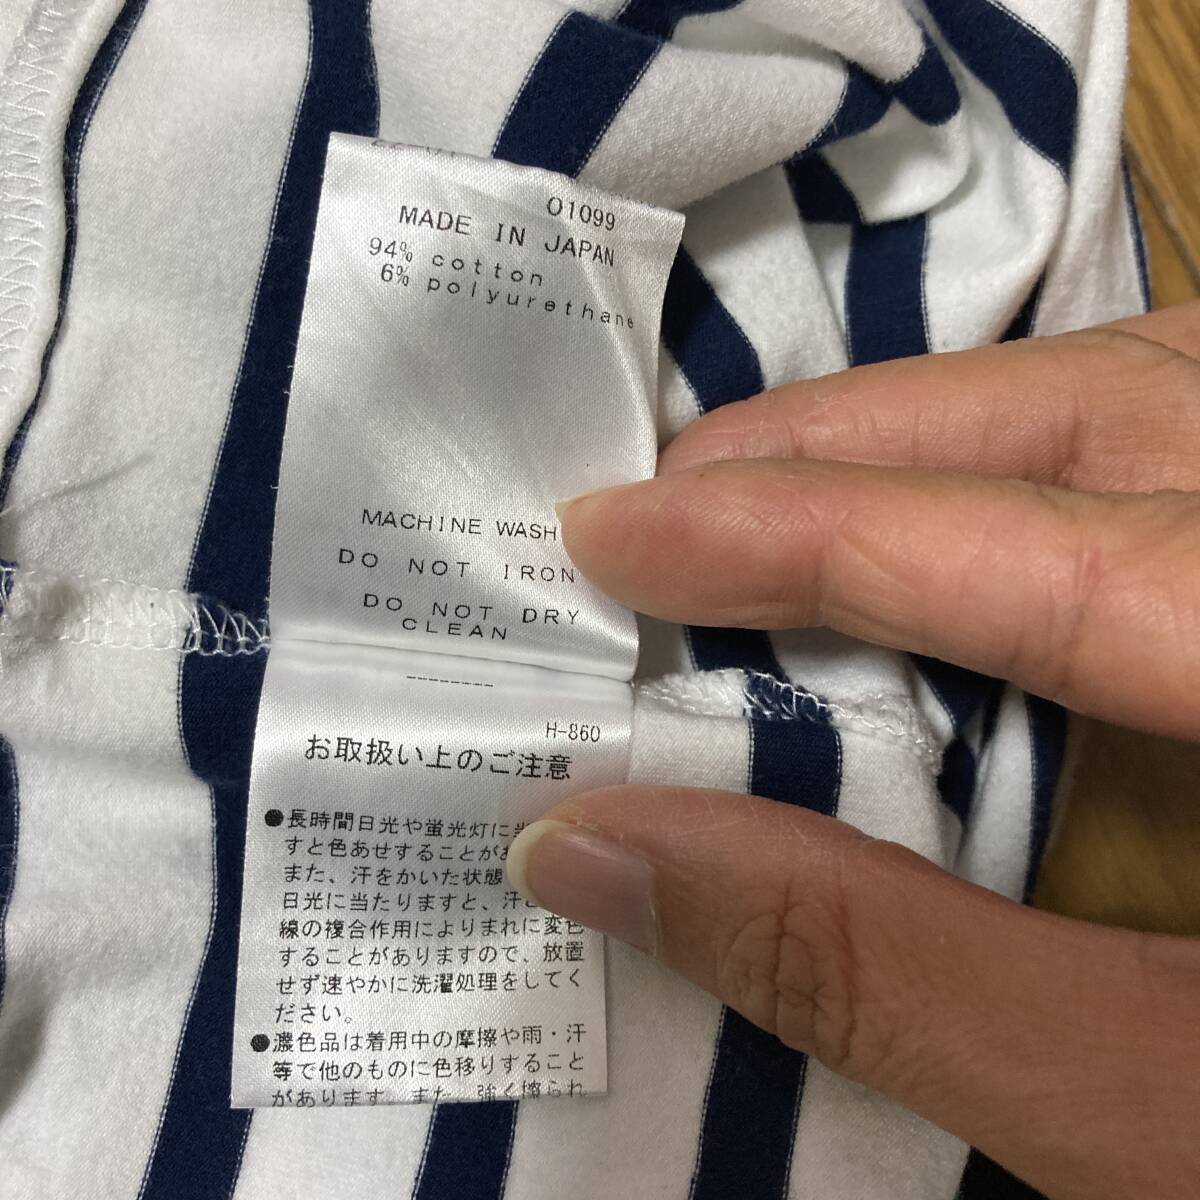 01099
MADE IN JAPAN
94% cotton
6% polyurethane
MACHINE WASH
DO NOT IRON
DO NOT DRY
CLEAN
--------
H-860
お取扱い上のご注意
●長時間日光や蛍光灯に当
すと色あせすることがあ
また、汗をかいた状態
日光に当たりますと、汗と
線の複合作用によりまれに変色
することがありますので、放置
せず速やかに洗濯処理をしてく
ださい。
●濃色品は着用中の摩擦や雨・汗
等で他のものに色移りすること
があります。また、強く擦られ